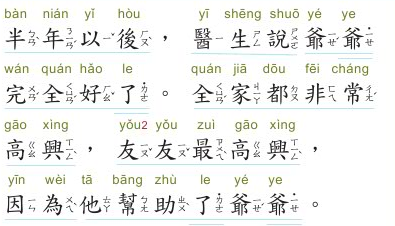 bàn nián yǐ hòu yī shēng shuō yé ye
半年以後，醫生說爺爺
wán quán hǎo le quán jiā dōu fēi cháng
完全好了。全家都非常
gāo xìng yǒu2 yǒu zuì gāo xìng
高興，友友最高興，
yīn wèi tā bāng zhù le yé ye
因為他幫助了爺爺。